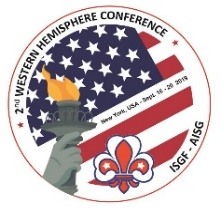 2nd WESTERN HEMISPHERE CONFERENCE
New York, USA - Sept. 16 - 20 2019
ISGF - AISG